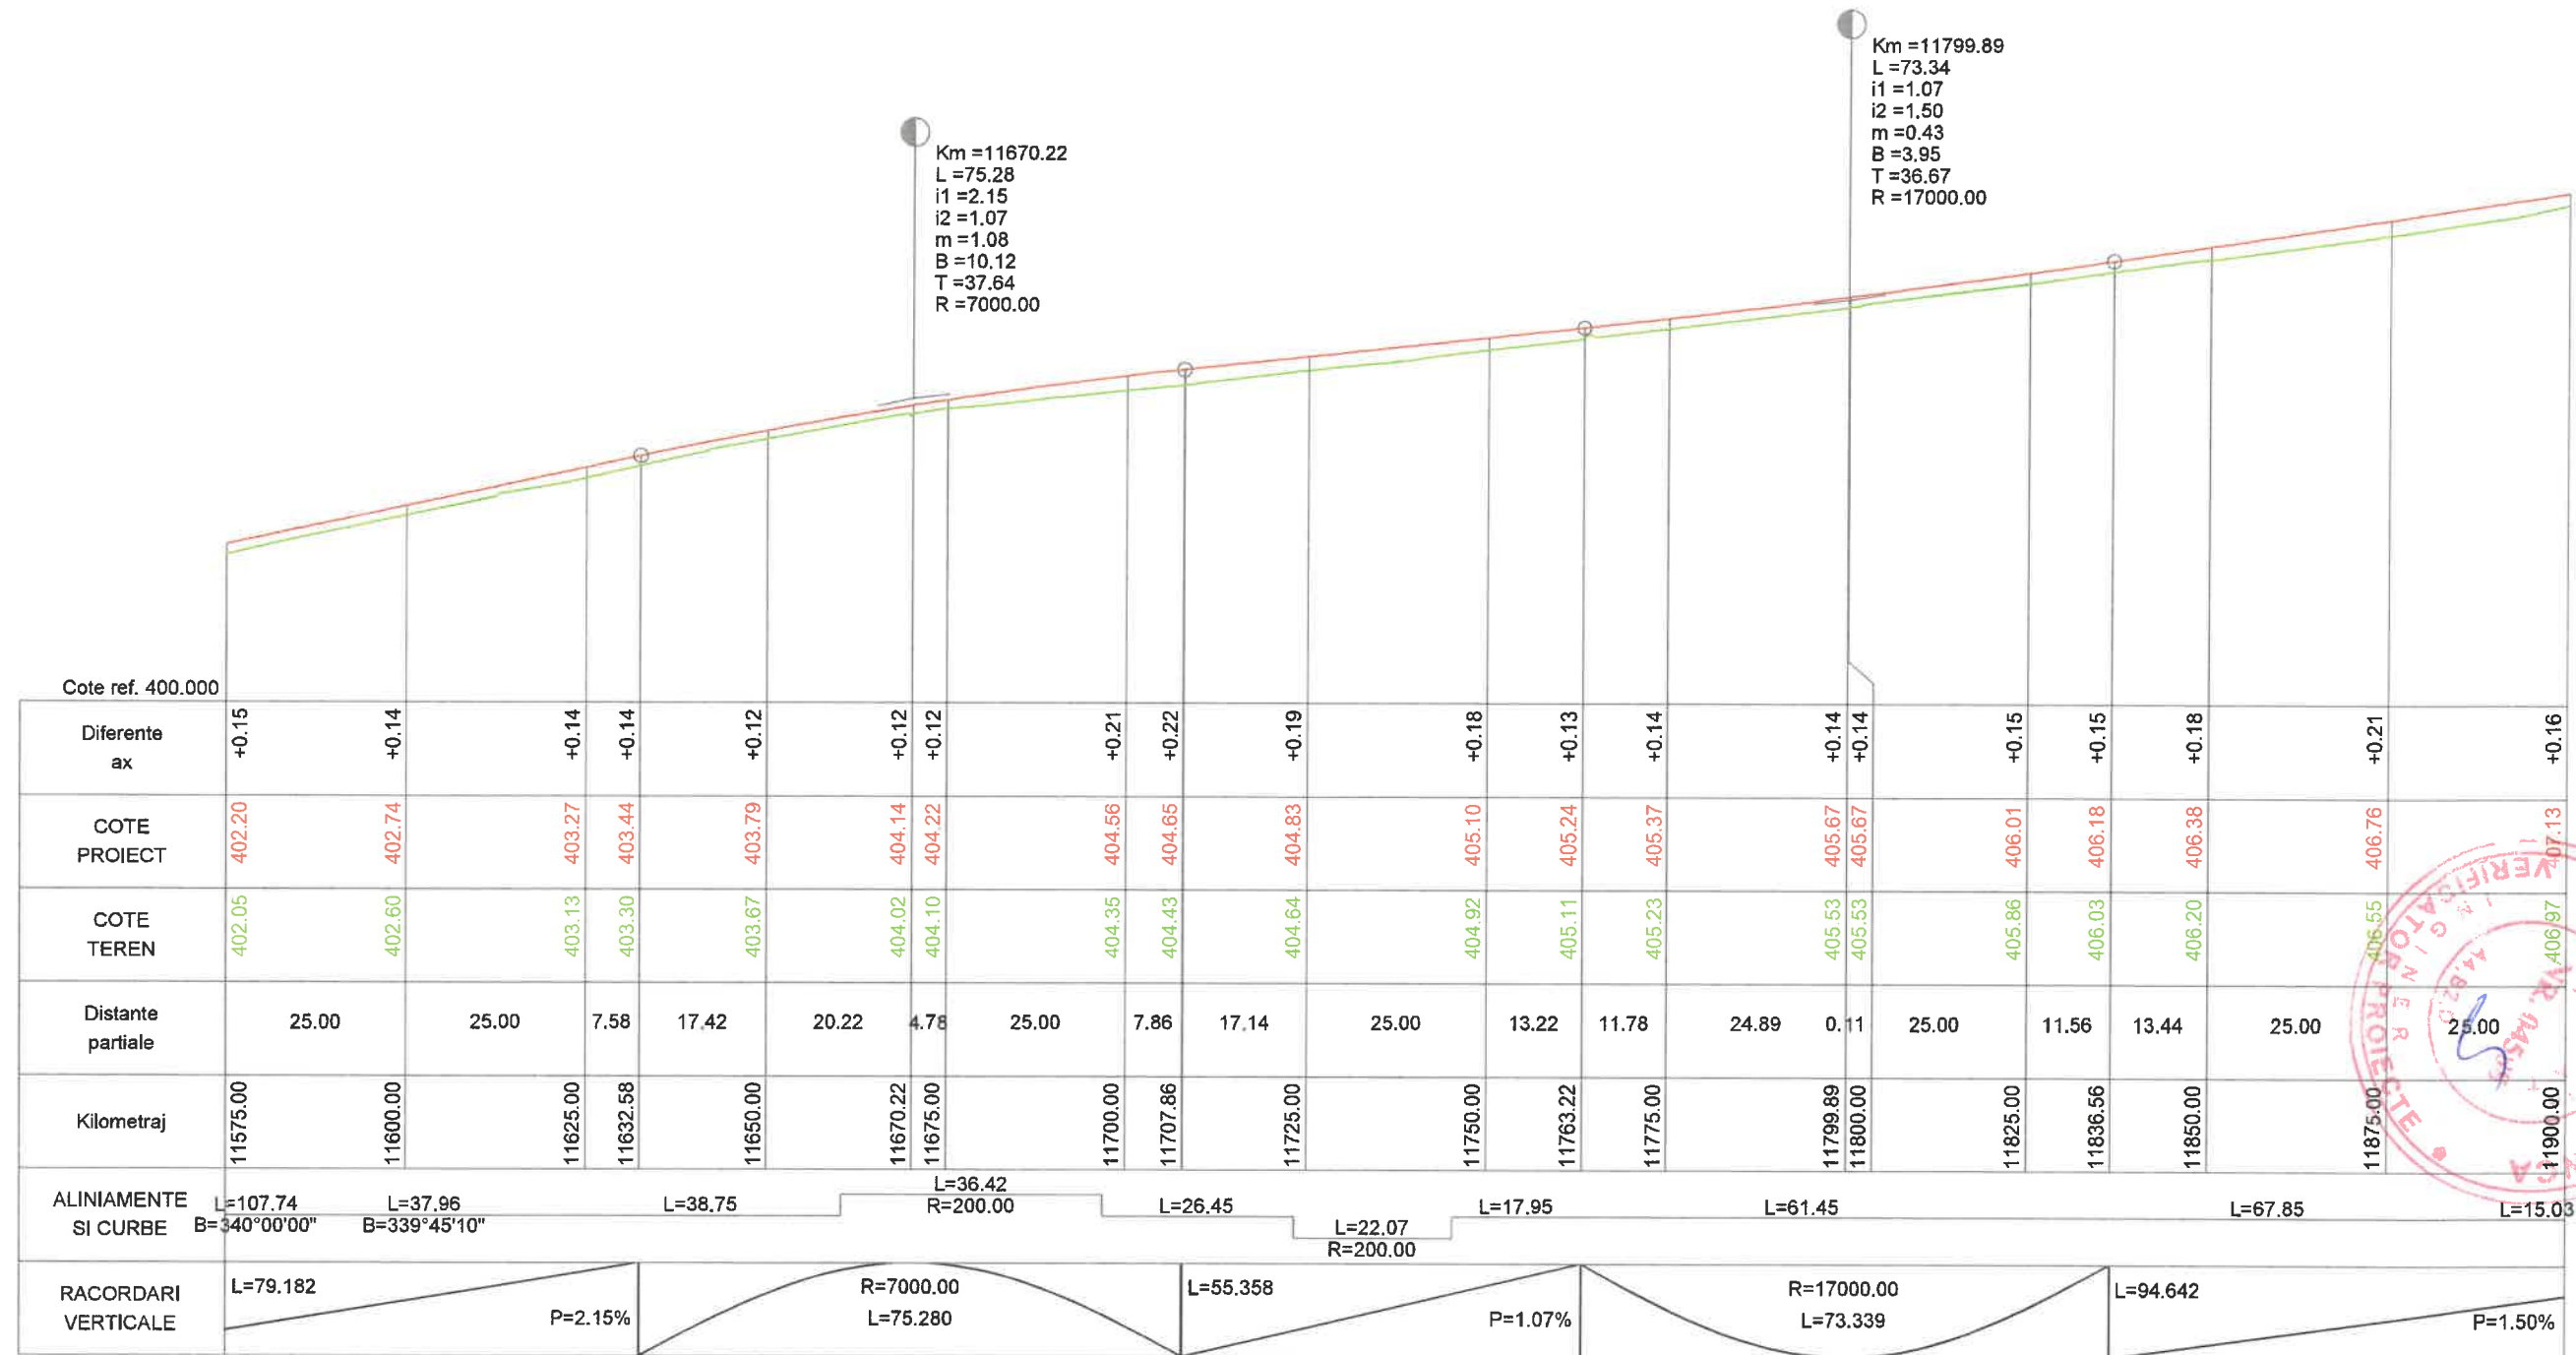 Km =11799.89
L =73.34
i1 =1.07
i2 =1.50
m =0.43
B =3.95
T =36.67
R =17000.00
Km =11670.22
L =75.28
i1 =2.15
i2 =1.07
m =1.08
B =10.12
T =37.64
R =7000.00
Cote ref. 400.000
Diferente
ax
+0.15 +0.14 +0.14 +0.14 +0.12 +0.12 +0.12 +0.21 +0.22 +0.19 +0.18 +0.13 +0.14 +0.14 +0.14 +0.15 +0.15 +0.18 +0.21 +0.16
COTE
PROIECT
402.20 402.74 403.27 403.44 403.79 404.14 404.22 404.56 404.65 404.83 405.10 405.24 405.37 405.67 405.67 406.01 406.18 406.38 406.76 407.13
COTE
TEREN
402.05 402.60 403.13 403.30 403.67 404.02 404.10 404.35 404.43 404.64 404.92 405.11 405.23 405.53 405.53 405.86 406.03 406.20 406.55 406.97
Distante
partiale
25.00 25.00 7.58 17.42 20.22 4.78 25.00 7.86 17.14 25.00 13.22 11.78 24.89 0.11 25.00 11.56 13.44 25.00 25.00
Kilometraj
11575.00 11600.00 11625.00 11632.58 11650.00 11670.22 11675.00 11700.00 11707.86 11725.00 11750.00 11763.22 11775.00 11799.89 11800.00 11825.00 11836.56 11850.00 11875.00 11900.00
ALINIAMENTE
SI CURBE
L=107.74
B=340°00'00"
L=37.96
B=339°45'10"
L=38.75
L=36.42
R=200.00
L=26.45
L=22.07
R=200.00
L=17.95
L=61.45
L=67.85
L=15.03
RACORDARI
VERTICALE
L=79.182
P=2.15%
R=7000.00
L=75.280
L=55.358
P=1.07%
R=17000.00
L=73.339
L=94.642
P=1.50%
VERIFICATOR PROIECTE
INGINER